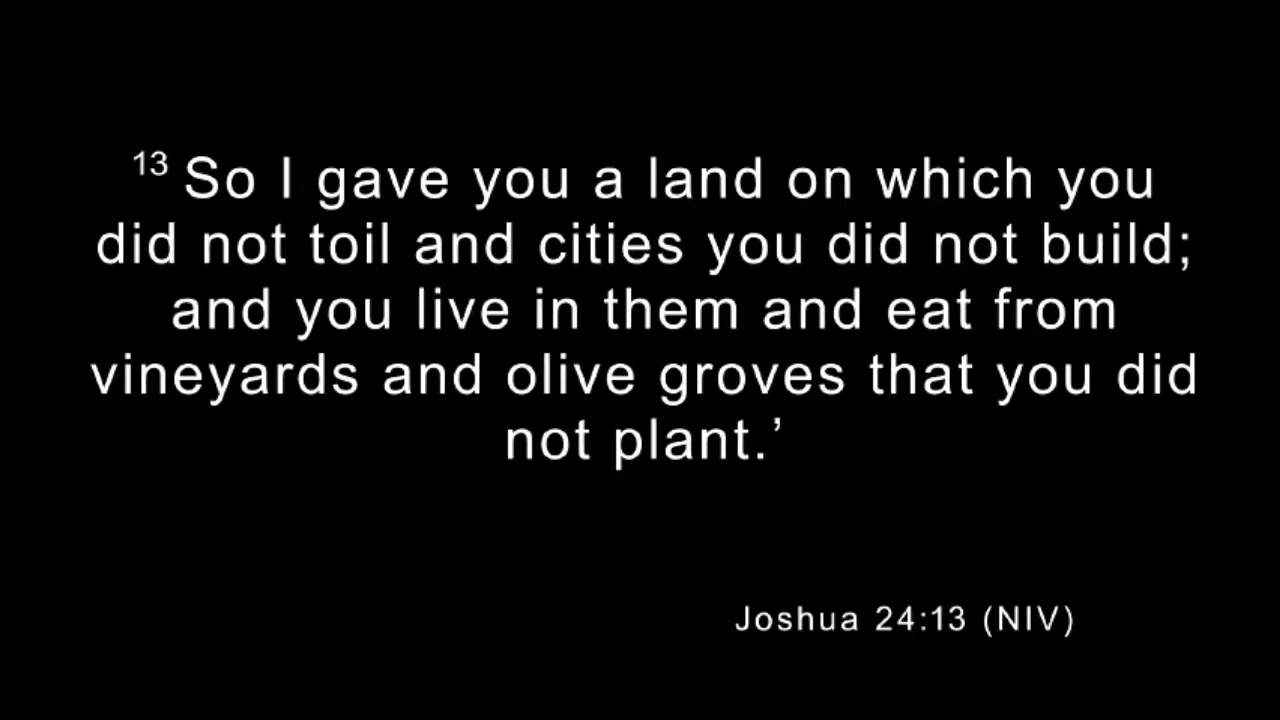 13 So I gave you a land on which you
did not toil and cities you did not build;
and you live in them and eat from
vineyards and olive groves that you did
not plant.’
Joshua 24:13 (NIV)